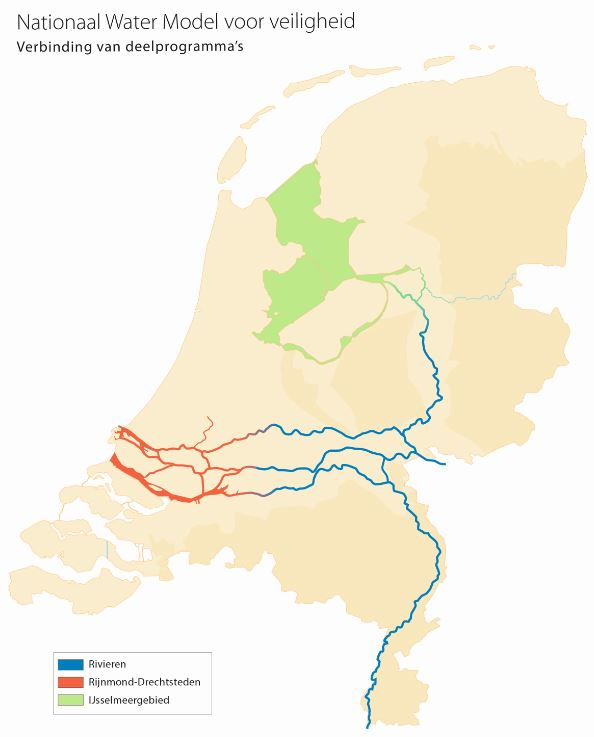 Nationaal Water Model voor veiligheid
Verbinding van deelprogramma's
Rivieren
Rijnmond-Drechtsteden
IJsselmeergebied